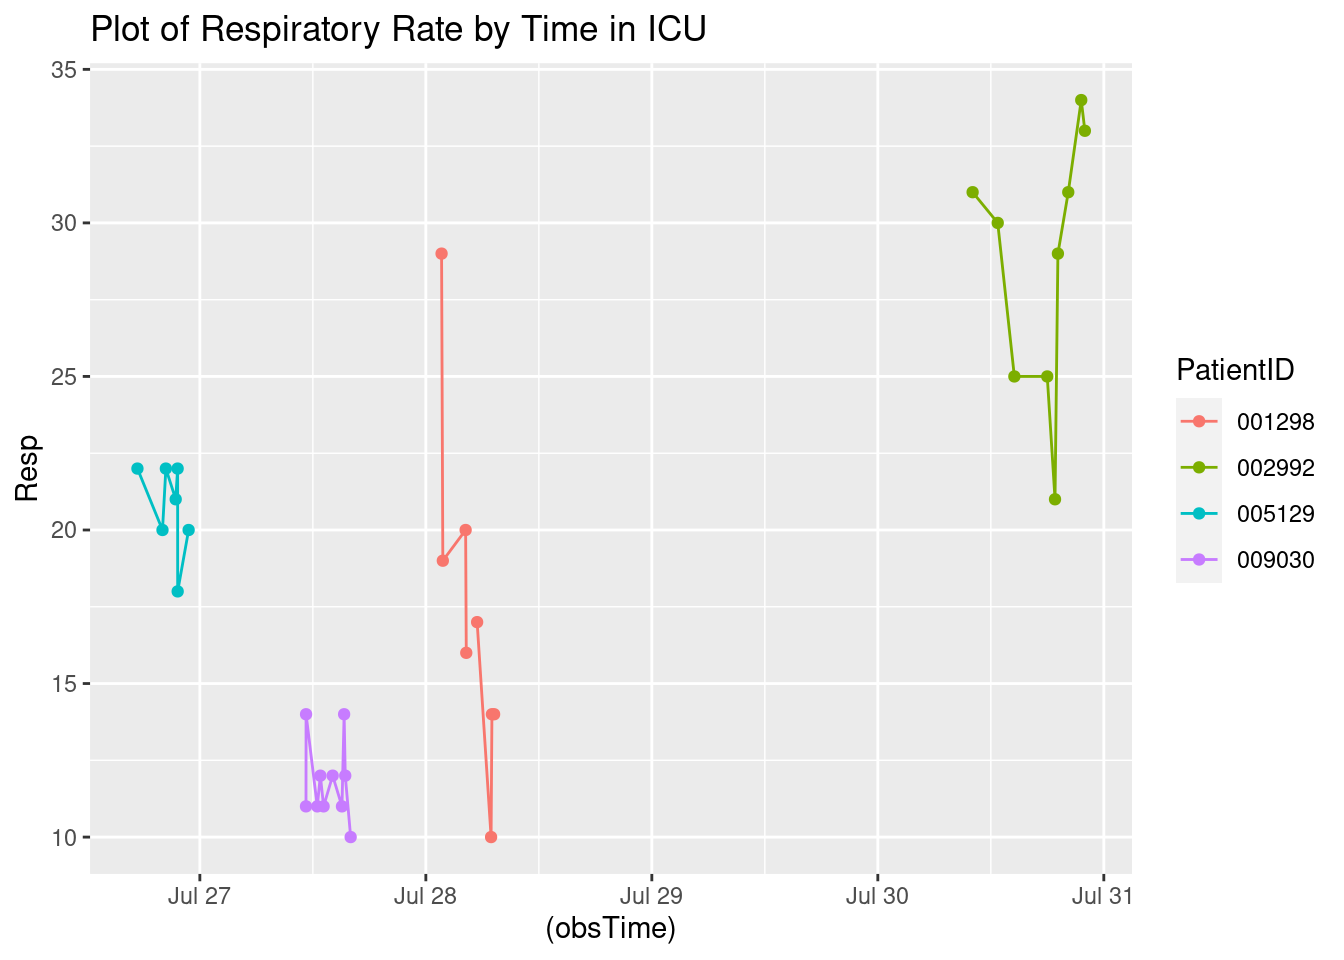 Plot of Respiratory Rate by Time in ICU
35
30
25
20
15
10
Resp
Jul 27 Jul 28 Jul 29 Jul 30 Jul 31
(obsTime)
PatientID
001298
002992
005129
009030